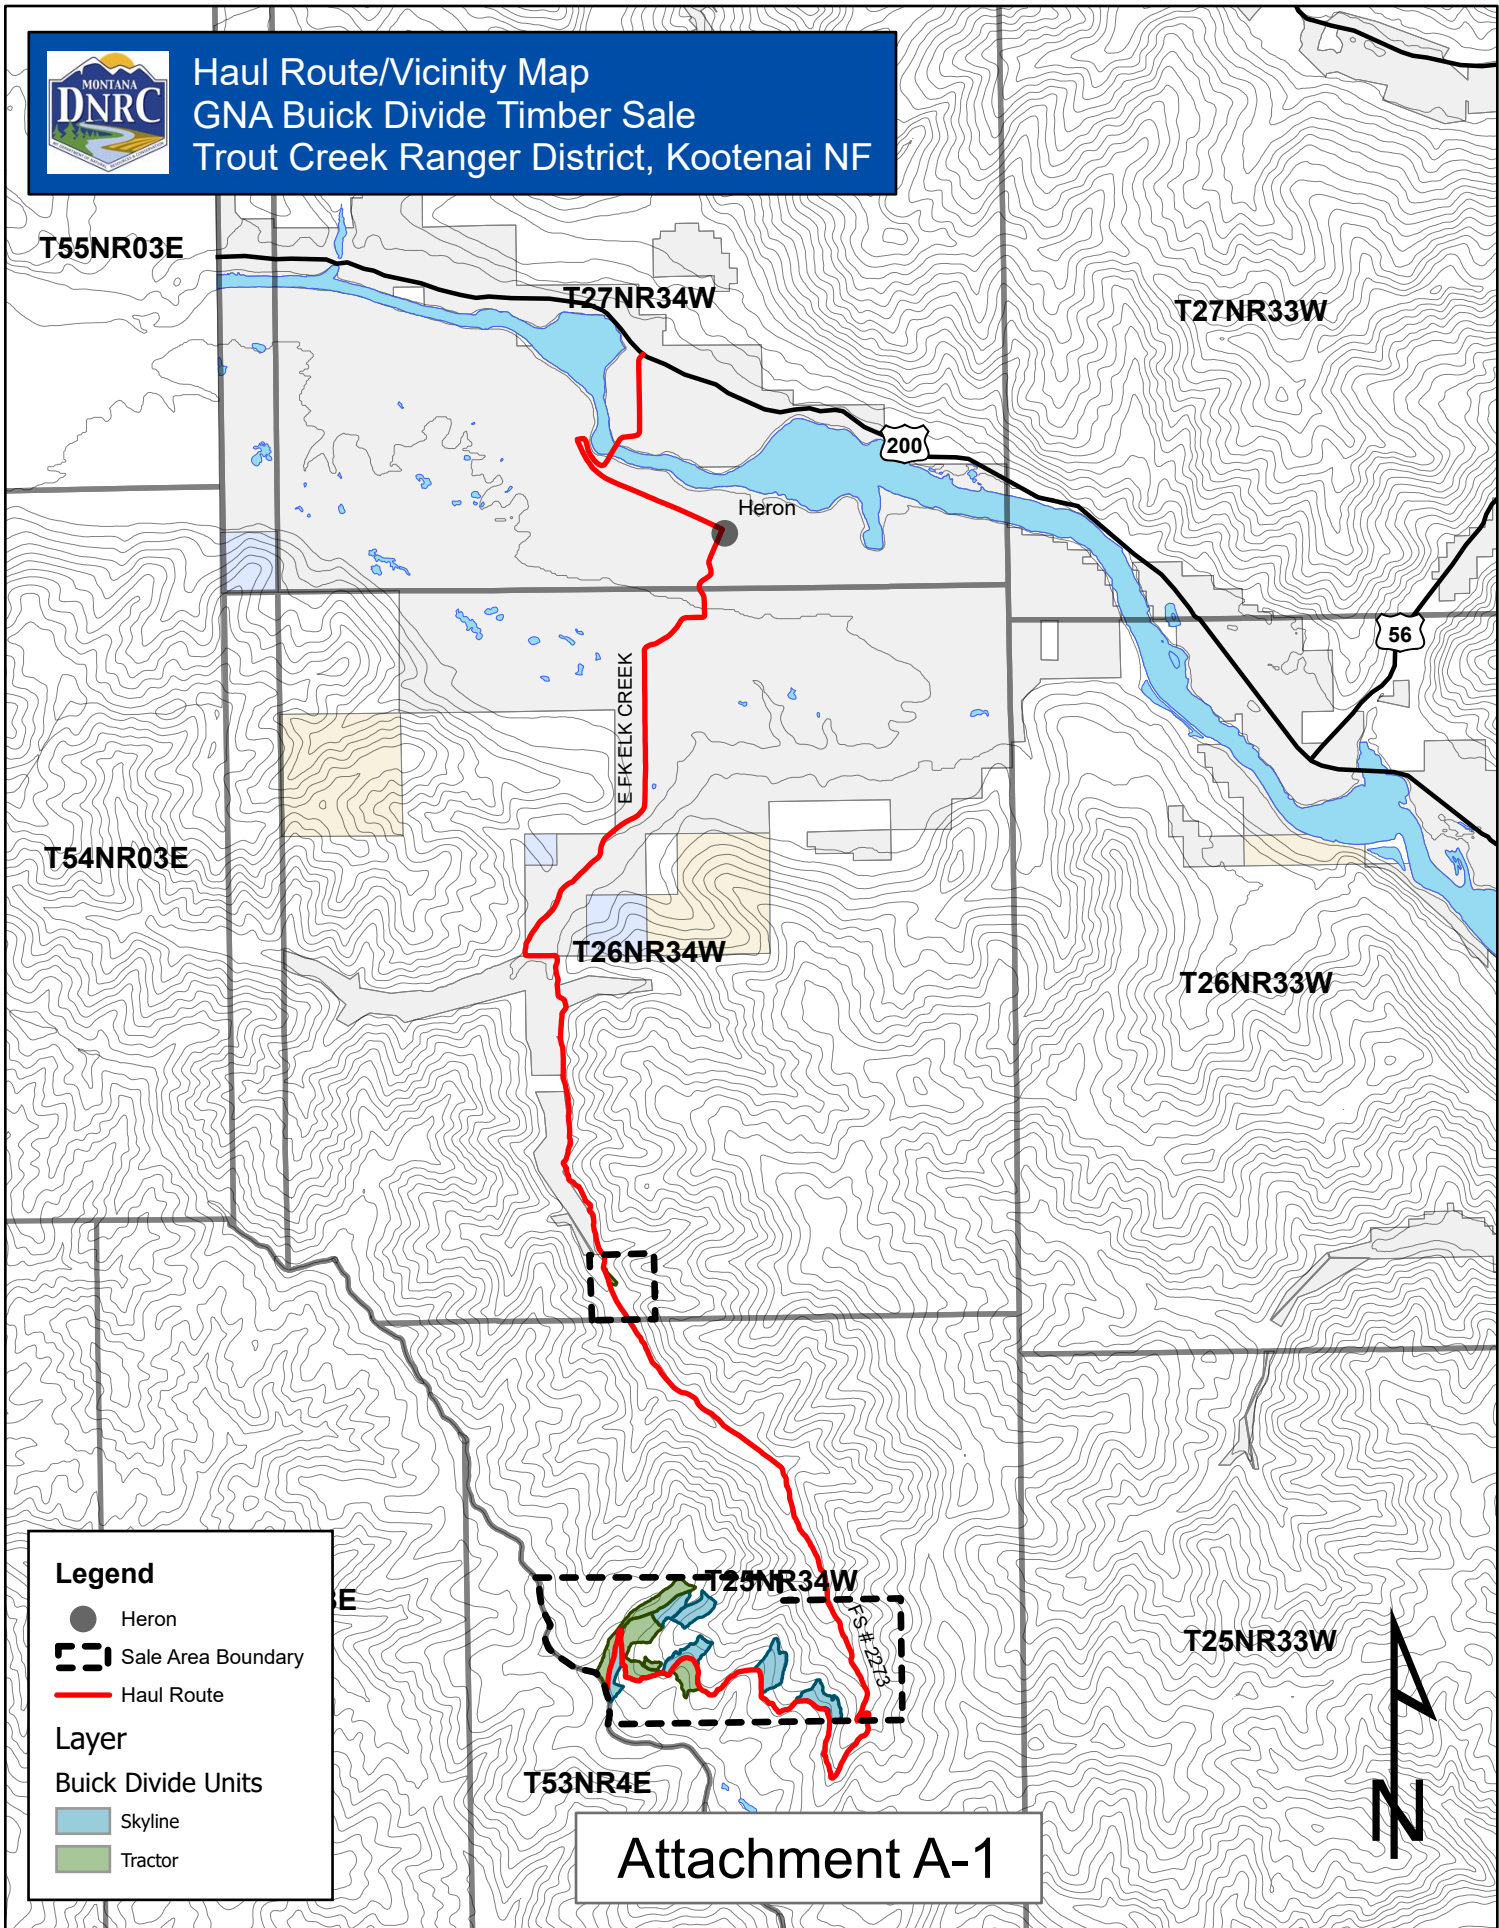 MONTANA
DNRC
Haul Route/Vicinity Map
GNA Buick Divide Timber Sale
Trout Creek Ranger District, Kootenai NF
T55NR03E
T27NR34W
T27NR33W
200
Heron
56
E FK ELK CREEK
T54NR03E
T26NR34W
T26NR33W
T25NR34W
FS # 2273
T25NR33W
T53NR4E
E
Legend
Heron
Sale Area Boundary
Haul Route
Layer
Buick Divide Units
Skyline
Tractor
N
Attachment A-1